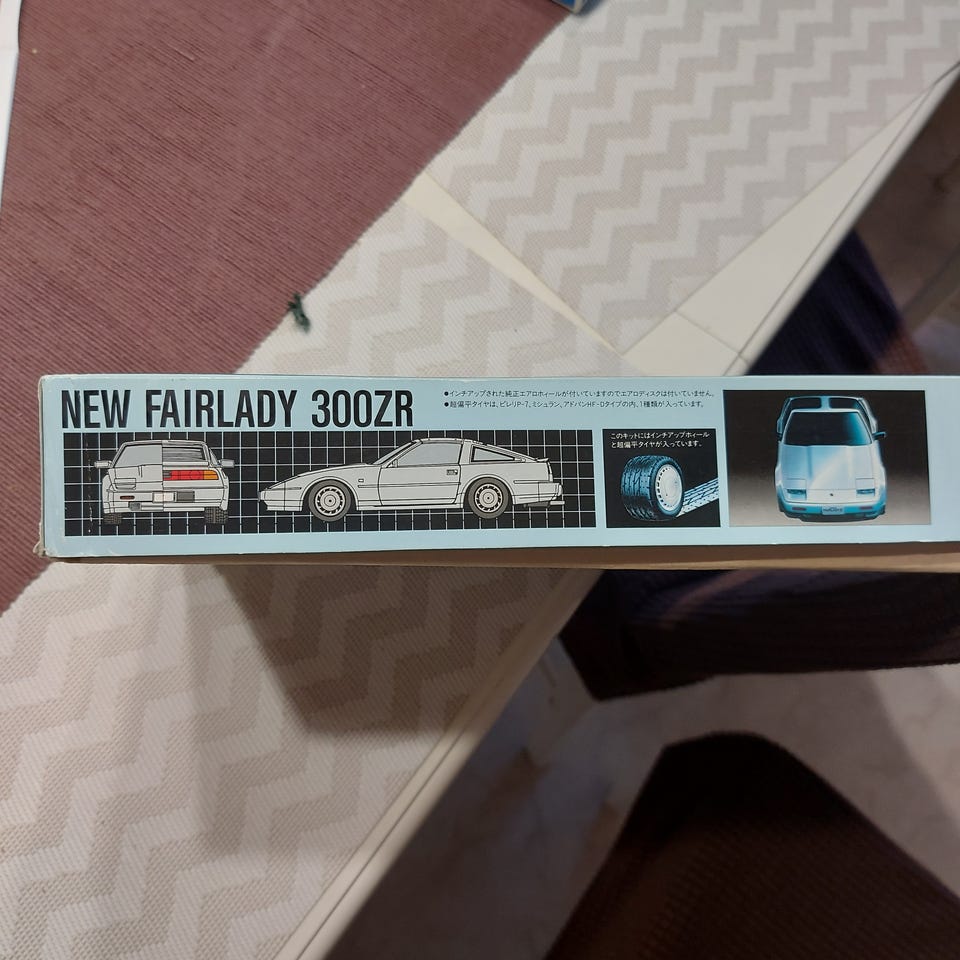 NEW FAIRLADY 300ZR
●インチアップされた純正エアロホィールが付いていますのでエアロディスクは付いていません。
●超偏平タイヤは、ピレリP-7、ミシュラン、アドバンHF-Dタイプの内、1種類が入っています。
このキットにはインチアップホィール
と超偏平タイヤが入っています。